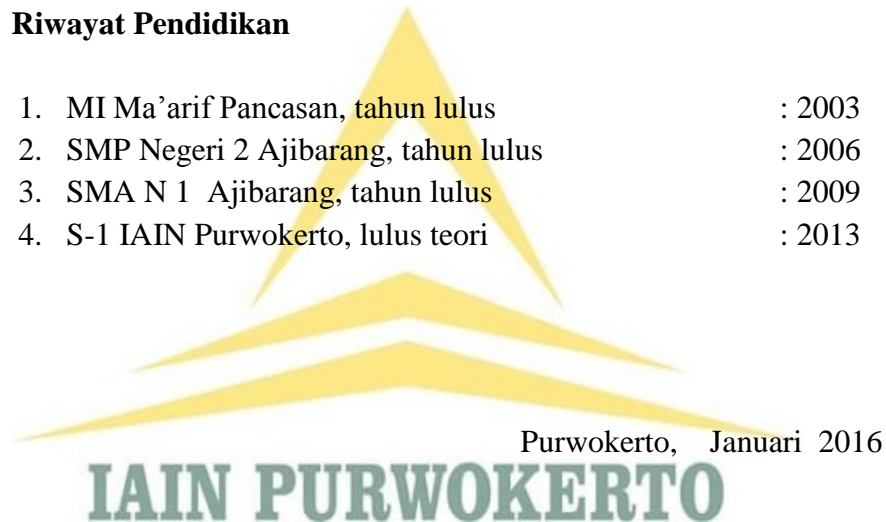 Riwayat Pendidikan
1. MI Ma’arif Pancasan, tahun lulus : 2003
2. SMP Negeri 2 Ajibarang, tahun lulus : 2006
3. SMA N 1 Ajibarang, tahun lulus : 2009
4. S-1 IAIN Purwokerto, lulus teori : 2013
Purwokerto, Januari 2016
IAIN PURWOKERTO